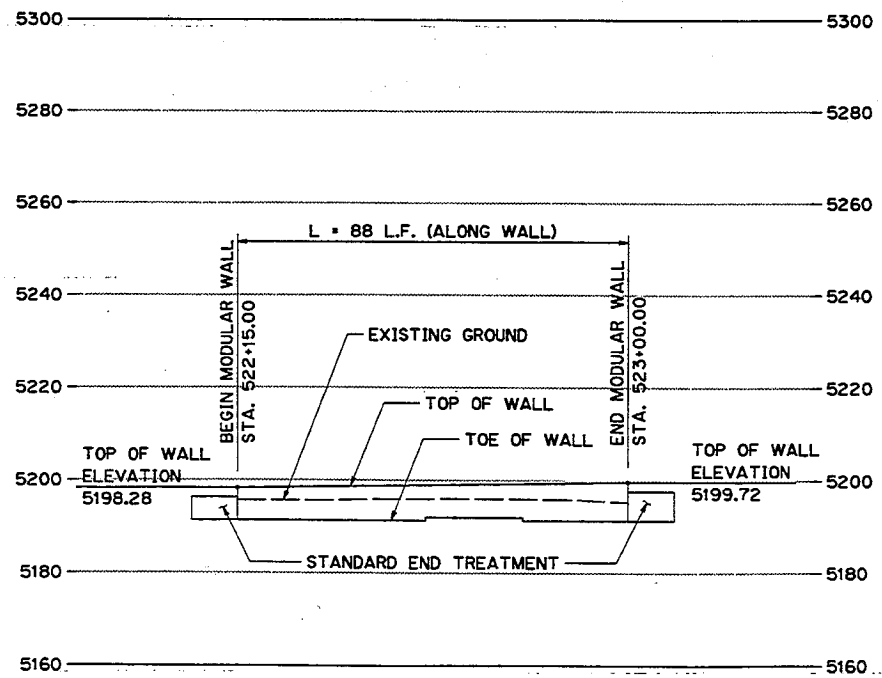 5300 5300
5280 5280
5260 5260
L = 88 L.F. (ALONG WALL)
BEGIN MODULAR WALL
STA. 522+15.00
END MODULAR WALL
STA. 523+00.00
5240 5240
EXISTING GROUND
5220 5220
TOP OF WALL
TOE OF WALL
TOP OF WALL
ELEVATION
5198.28
TOP OF WALL
ELEVATION
5199.72
5200 5200
STANDARD END TREATMENT
5180 5180
5160 5160